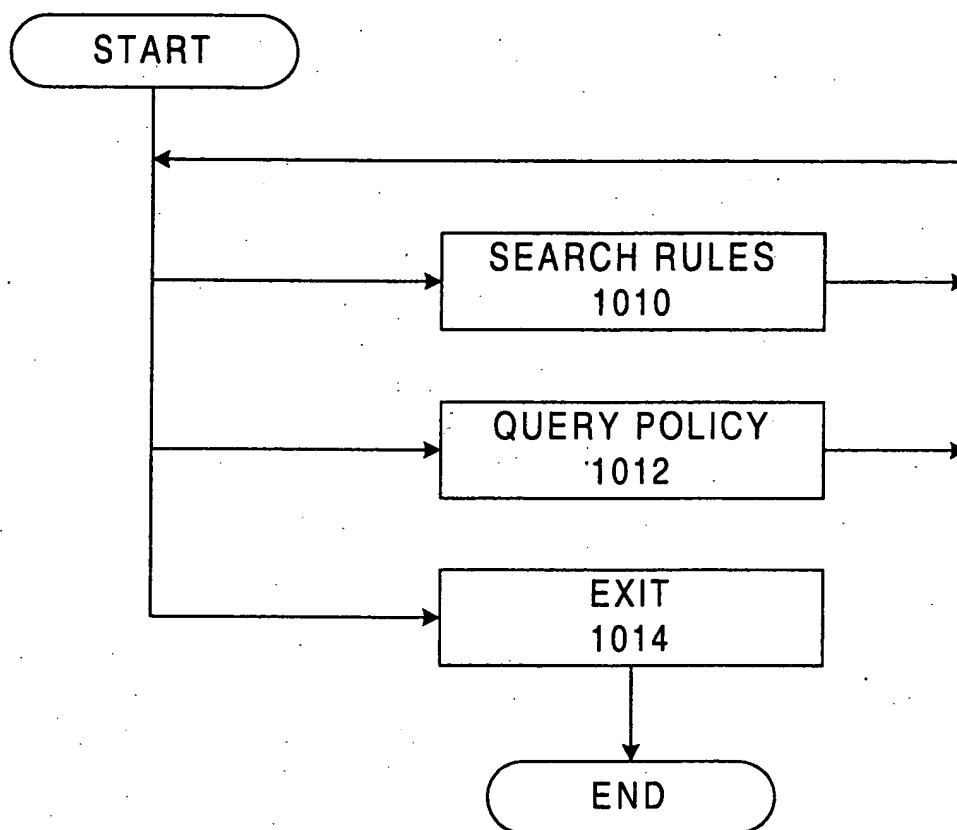 START
SEARCH RULES
1010
QUERY POLICY
1012
EXIT
1014
END